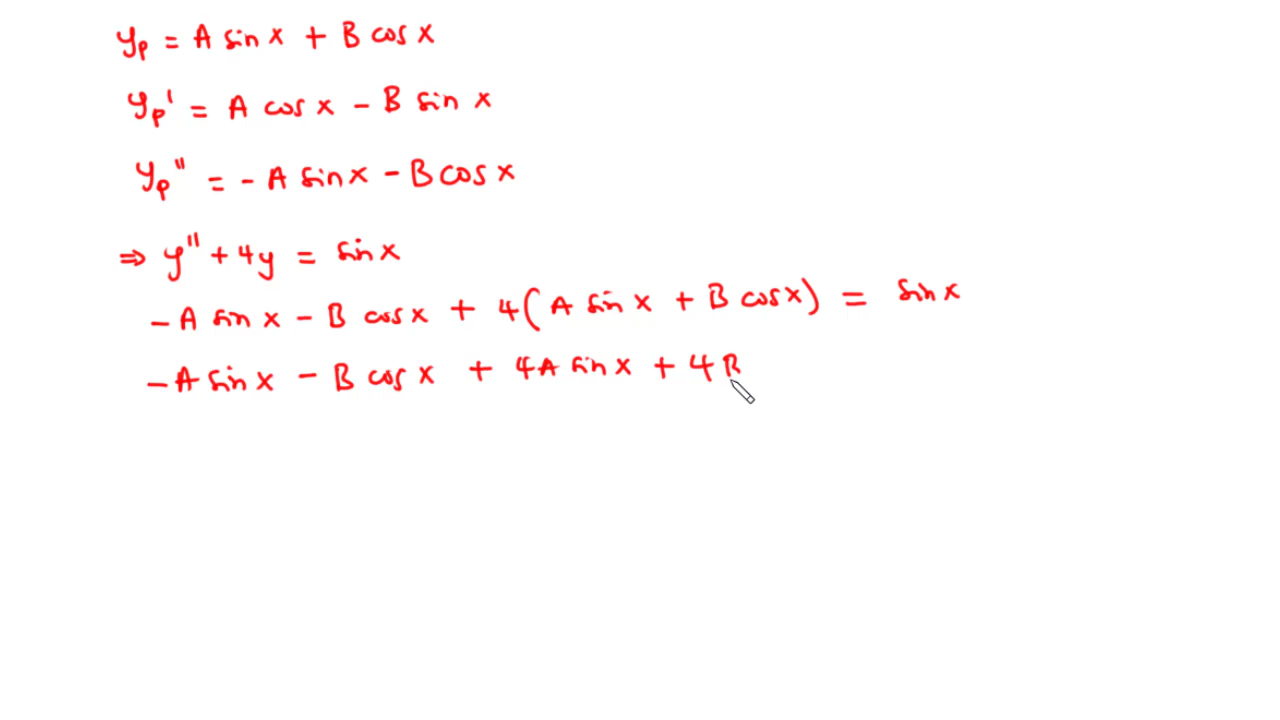 yp = A sin x + B cos x
yp' = A cos x - B sin x
yp" = - A sin x - B cos x
⇒ y" + 4y = sin x
- A sin x - B cos x + 4(A sin x + B cos x) = sin x
- A sin x - B cos x + 4A sin x + 4B